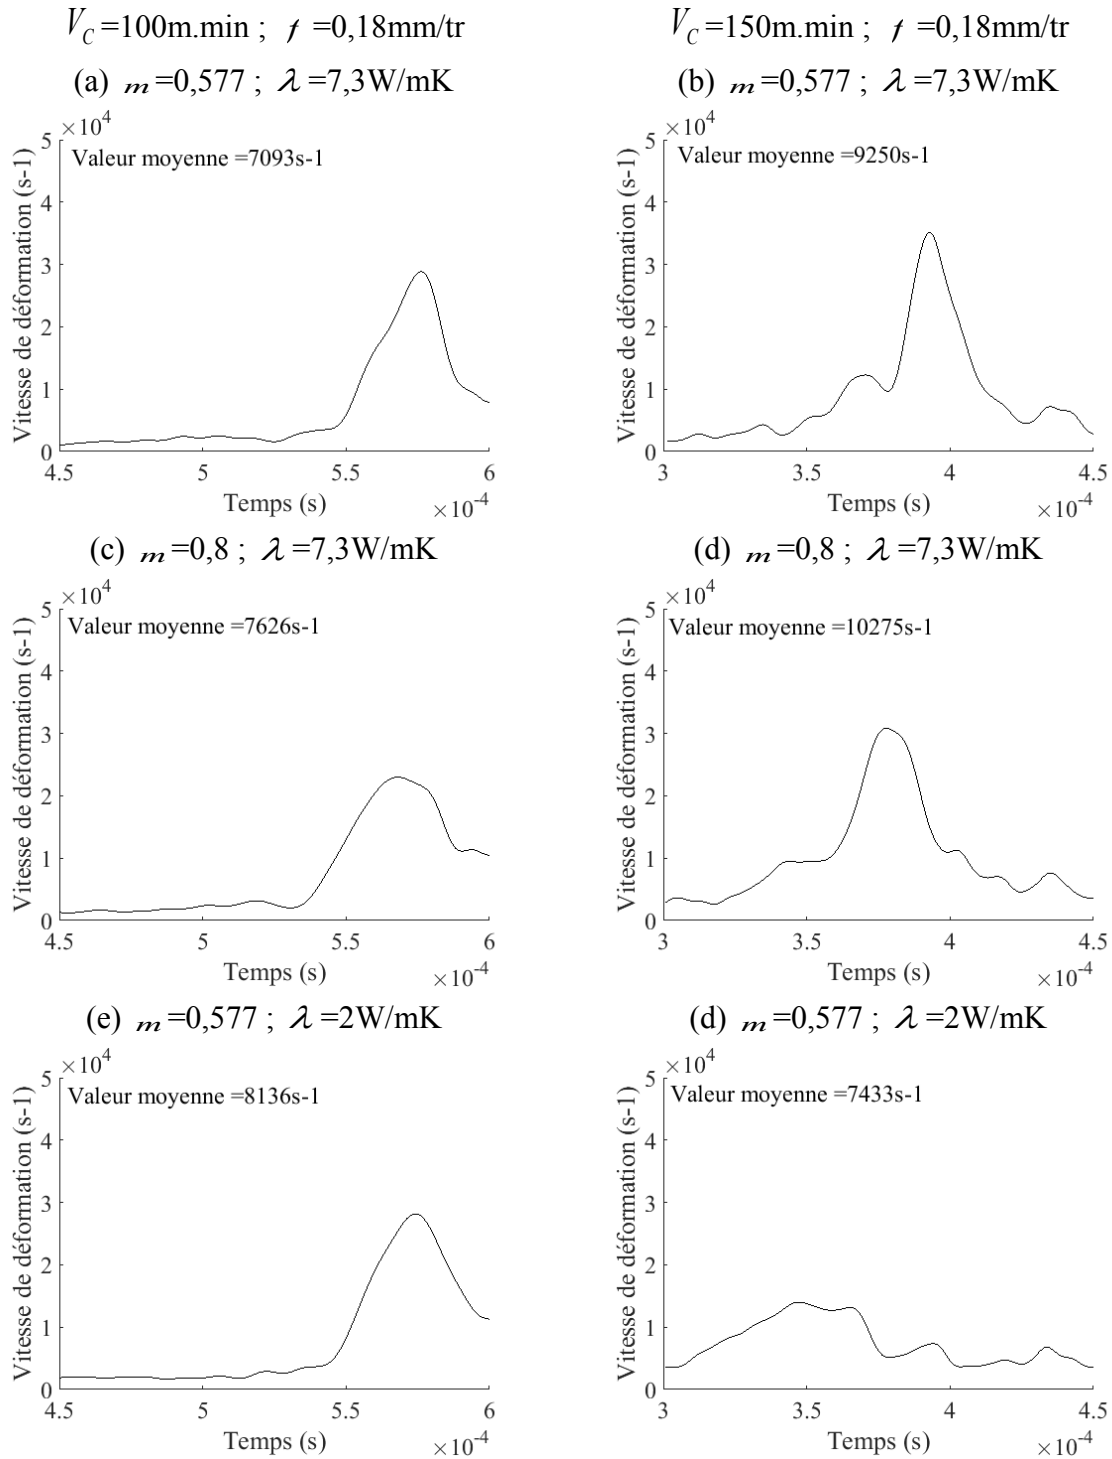 V_C =100m.min ; f =0,18mm/tr
V_C =150m.min ; f =0,18mm/tr
(a) m =0,577 ; λ =7,3W/mK
(b) m =0,577 ; λ =7,3W/mK
×10^4
Valeur moyenne =7093s-1
Vitesse de déformation (s-1)
5
4
3
2
1
0
4.5 5 5.5 6
Temps (s)
×10^-4
×10^4
Valeur moyenne =9250s-1
Vitesse de déformation (s-1)
5
4
3
2
1
0
3 3.5 4 4.5
Temps (s)
×10^-4
(c) m =0,8 ; λ =7,3W/mK
(d) m =0,8 ; λ =7,3W/mK
×10^4
Valeur moyenne =7626s-1
Vitesse de déformation (s-1)
5
4
3
2
1
0
4.5 5 5.5 6
Temps (s)
×10^-4
×10^4
Valeur moyenne =10275s-1
Vitesse de déformation (s-1)
5
4
3
2
1
0
3 3.5 4 4.5
Temps (s)
×10^-4
(e) m =0,577 ; λ =2W/mK
(d) m =0,577 ; λ =2W/mK
×10^4
Valeur moyenne =8136s-1
Vitesse de déformation (s-1)
5
4
3
2
1
0
4.5 5 5.5 6
Temps (s)
×10^-4
×10^4
Valeur moyenne =7433s-1
Vitesse de déformation (s-1)
5
4
3
2
1
0
3 3.5 4 4.5
Temps (s)
×10^-4